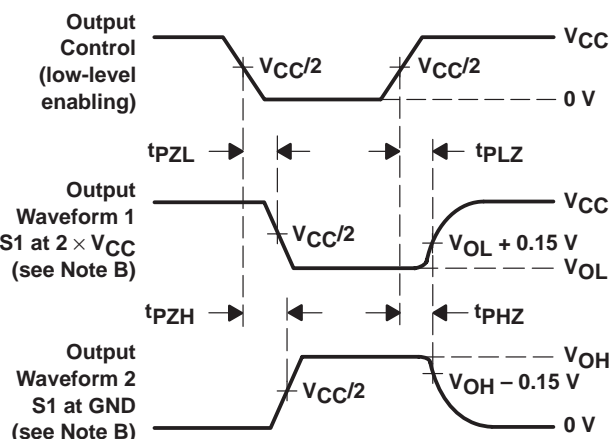 Output
Control
(low-level
enabling)
VCC/2
VCC/2
VCC
0 V
tPZL
tPLZ
Output
Waveform 1
S1 at 2 × VCC
(see Note B)
VCC/2
VCC
VOL + 0.15 V
VOL
tPZH
tPHZ
Output
Waveform 2
S1 at GND
(see Note B)
VCC/2
VOH
VOH − 0.15 V
0 V